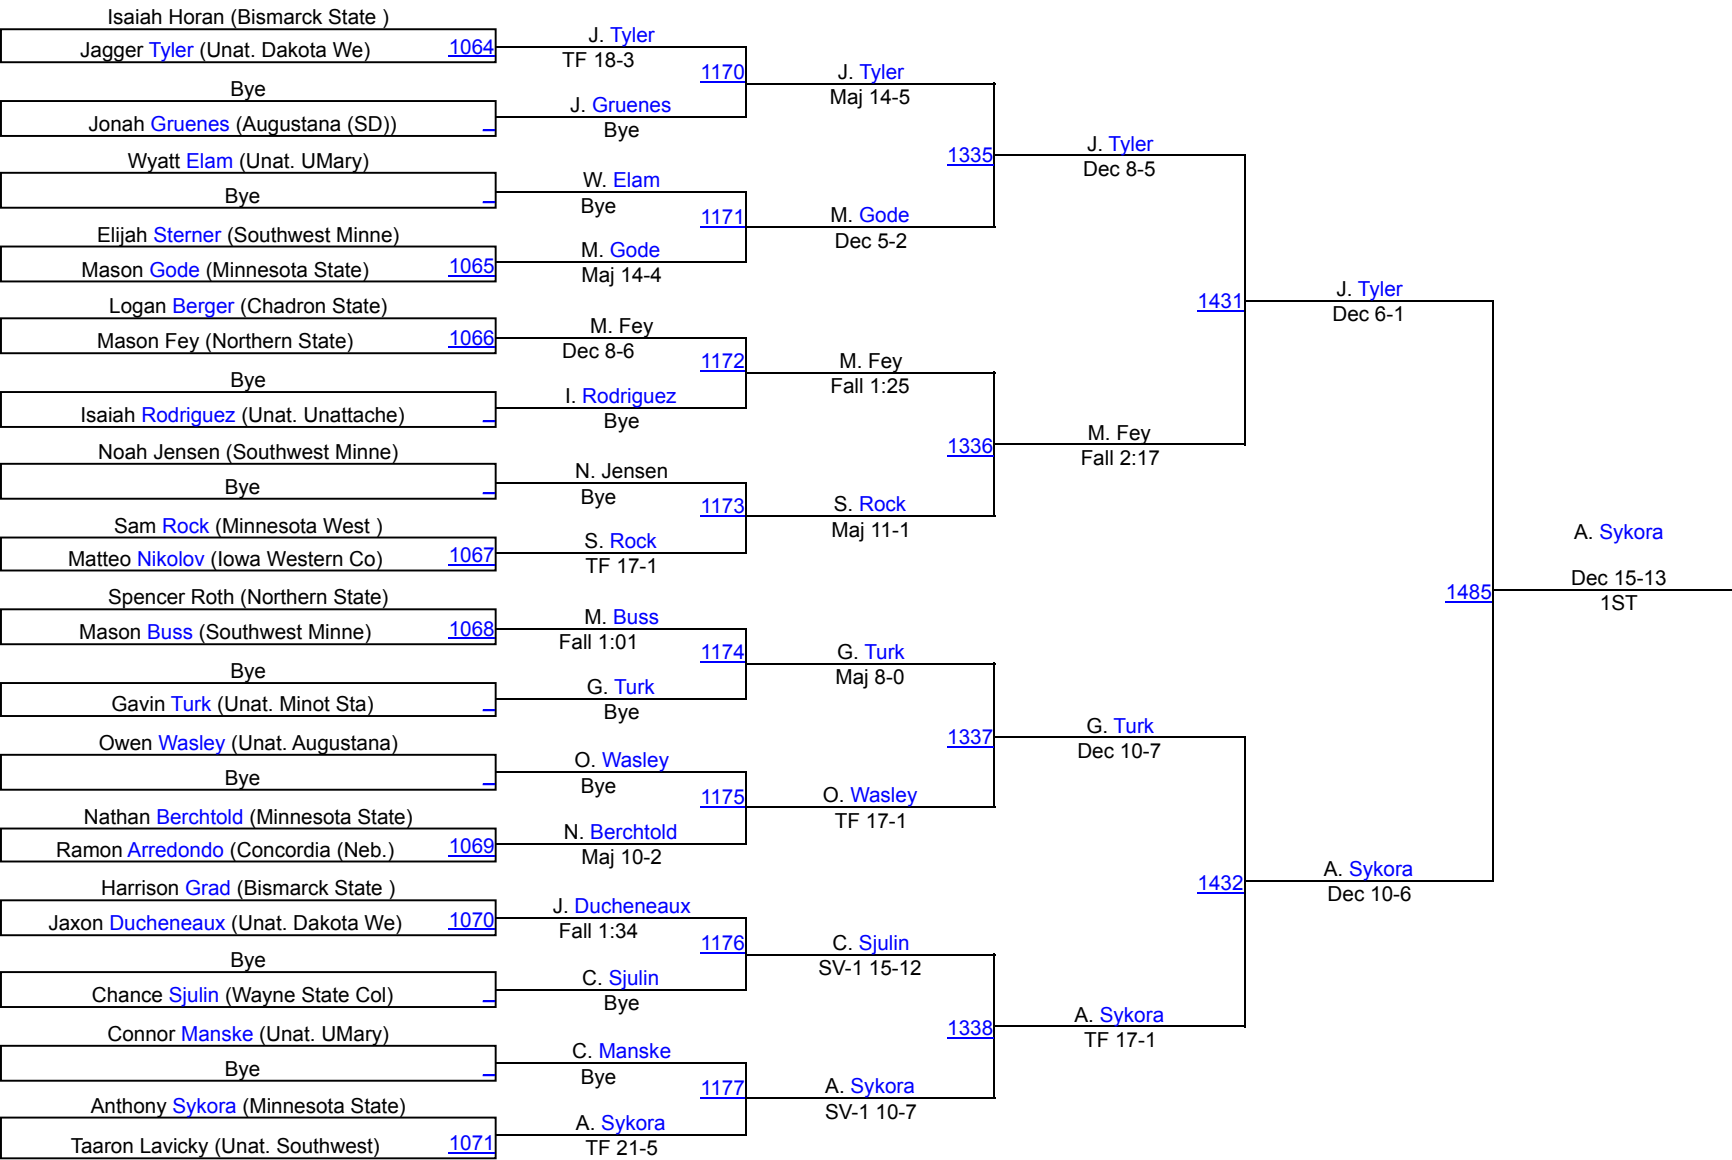 Isaiah Horan (Bismarck State )
Jagger Tyler (Unat. Dakota We) 1064
Bye
Jonah Gruenes (Augustana (SD))
Wyatt Elam (Unat. UMary)
Bye
Elijah Sterner (Southwest Minne)
Mason Gode (Minnesota State) 1065
Logan Berger (Chadron State)
Mason Fey (Northern State) 1066
Bye
Isaiah Rodriguez (Unat. Unattache)
Noah Jensen (Southwest Minne)
Bye
Sam Rock (Minnesota West )
Matteo Nikolov (Iowa Western Co) 1067
Spencer Roth (Northern State)
Mason Buss (Southwest Minne) 1068
Bye
Gavin Turk (Unat. Minot Sta)
Owen Wasley (Unat. Augustana)
Bye
Nathan Berchtold (Minnesota State)
Ramon Arredondo (Concordia (Neb.) 1069
Harrison Grad (Bismarck State )
Jaxon Ducheneaux (Unat. Dakota We) 1070
Bye
Chance Sjulin (Wayne State Col)
Connor Manske (Unat. UMary)
Bye
Anthony Sykora (Minnesota State)
Taaron Lavicky (Unat. Southwest) 1071
J. Tyler
TF 18-3
1170
J. Gruenes
Bye
W. Elam
Bye
1171
M. Gode
Maj 14-4
M. Fey
Dec 8-6
1172
I. Rodriguez
Bye
N. Jensen
Bye
1173
S. Rock
TF 17-1
M. Buss
Fall 1:01
1174
G. Turk
Bye
O. Wasley
Bye
1175
N. Berchtold
Maj 10-2
J. Ducheneaux
Fall 1:34
1176
C. Sjulin
Bye
C. Manske
Bye
1177
A. Sykora
TF 21-5
J. Tyler
Maj 14-5
1335
M. Gode
Dec 5-2
M. Fey
Fall 1:25
1336
S. Rock
Maj 11-1
G. Turk
Maj 8-0
1337
O. Wasley
TF 17-1
C. Sjulin
SV-1 15-12
1338
A. Sykora
SV-1 10-7
J. Tyler
Dec 8-5
1431
M. Fey
Fall 2:17
G. Turk
Dec 10-7
1432
A. Sykora
TF 17-1
J. Tyler
Dec 6-1
1485
A. Sykora
Dec 10-6
A. Sykora
Dec 15-13
1ST